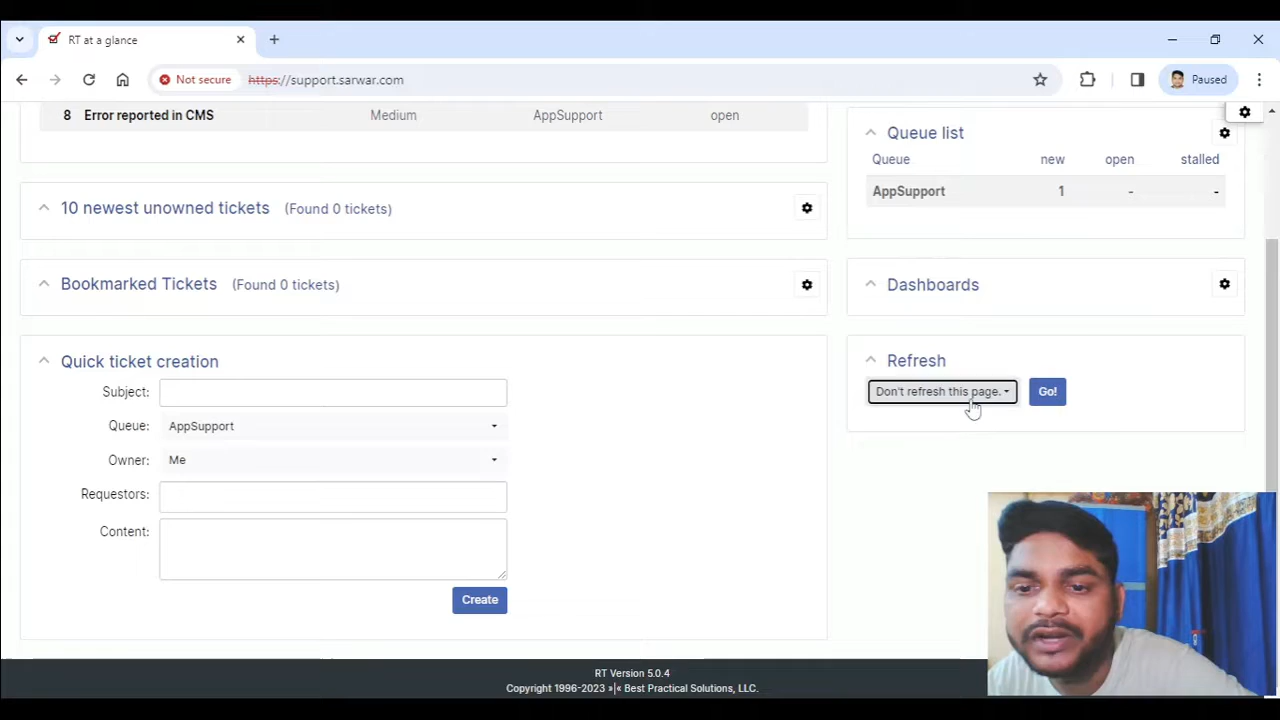 RT at a glance
Not secure
https://support.sarwar.com
Paused
8 Error reported in CMS Medium AppSupport open
10 newest unowned tickets (Found 0 tickets)
Bookmarked Tickets (Found 0 tickets)
Quick ticket creation
Subject:
Queue: AppSupport
Owner: Me
Requestors:
Content:
Create
Queue list
Queue new open stalled
AppSupport 1 - -
Dashboards
Refresh
Don't refresh this page. Go!
RT Version 5.0.4
Copyright 1996-2023 »|« Best Practical Solutions, LLC.